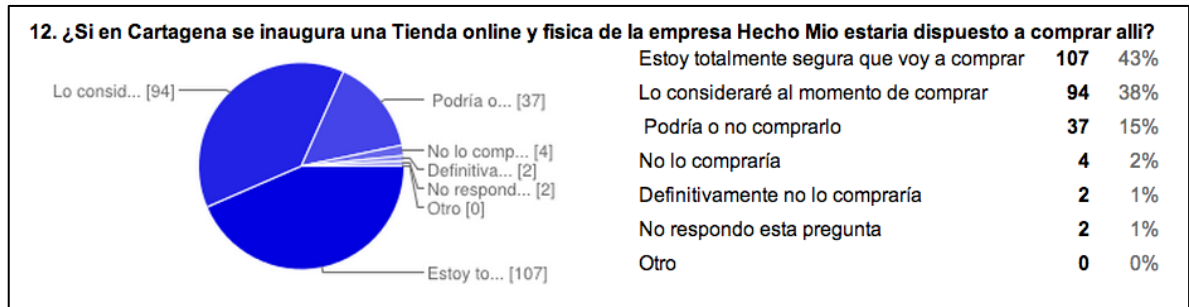 12. ¿Si en Cartagena se inaugura una Tienda online y fisica de la empresa Hecho Mio estaria dispuesto a comprar alli?
Lo consid... [94]
Podría o... [37]
No lo comp... [4]
Definitiva... [2]
No respond... [2]
Otro [0]
Estoy to... [107]
Estoy totalmente segura que voy a comprar 107 43%
Lo consideraré al momento de comprar 94 38%
Podría o no comprarlo 37 15%
No lo compraría 4 2%
Definitivamente no lo compraría 2 1%
No respondo esta pregunta 2 1%
Otro 0 0%